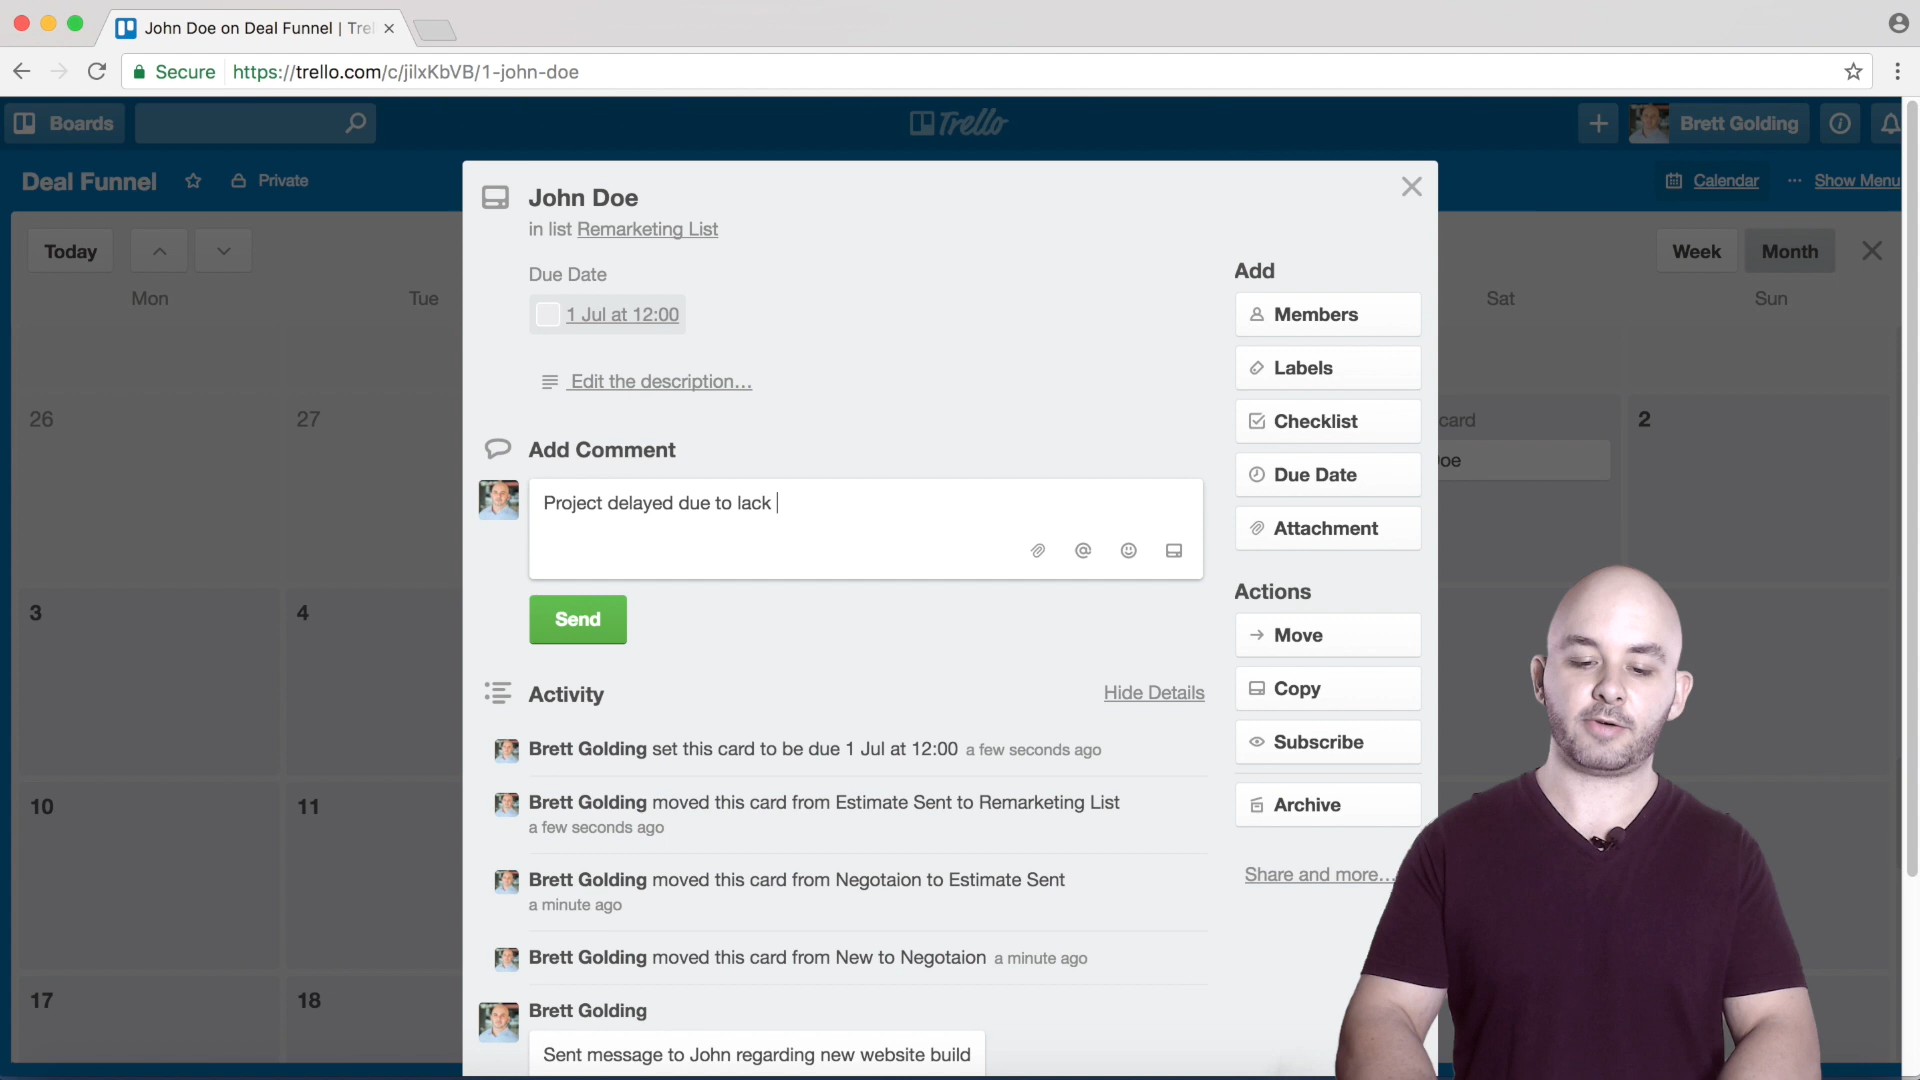 John Doe on Deal Funnel | Trel
Secure https://trello.com/c/jilxKbVB/1-john-doe
Boards
Trello
Brett Golding
Deal Funnel
Private
Calendar
··· Show Menu
Today
Week
Month
Mon
Tue
Sat
Sun
26
27
card
Doe
2
3
4
10
11
17
18
John Doe
in list Remarketing List
Due Date
1 Jul at 12:00
Edit the description…
Add Comment
Project delayed due to lack
@
Send
Activity
Hide Details
Brett Golding set this card to be due 1 Jul at 12:00 a few seconds ago
Brett Golding moved this card from Estimate Sent to Remarketing List
a few seconds ago
Brett Golding moved this card from Negotaion to Estimate Sent
a minute ago
Brett Golding moved this card from New to Negotaion a minute ago
Brett Golding
Sent message to John regarding new website build
Add
Members
Labels
Checklist
Due Date
Attachment
Actions
Move
Copy
Subscribe
Archive
Share and more…